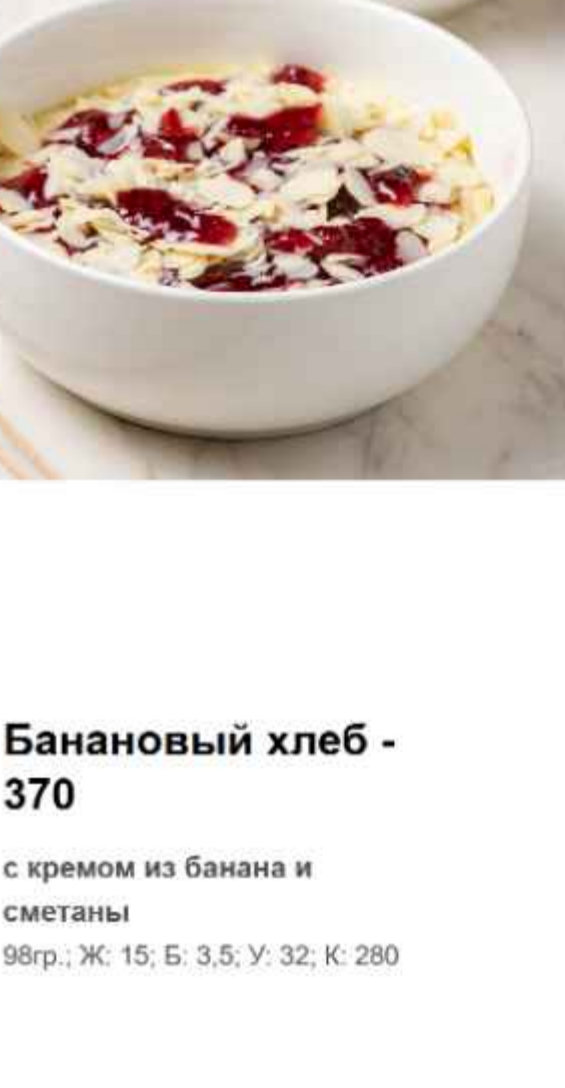 Банановый хлеб -
370
с кремом из банана и
сметаны
98гр.; Ж: 15; Б: 3,5; У: 32; К: 280